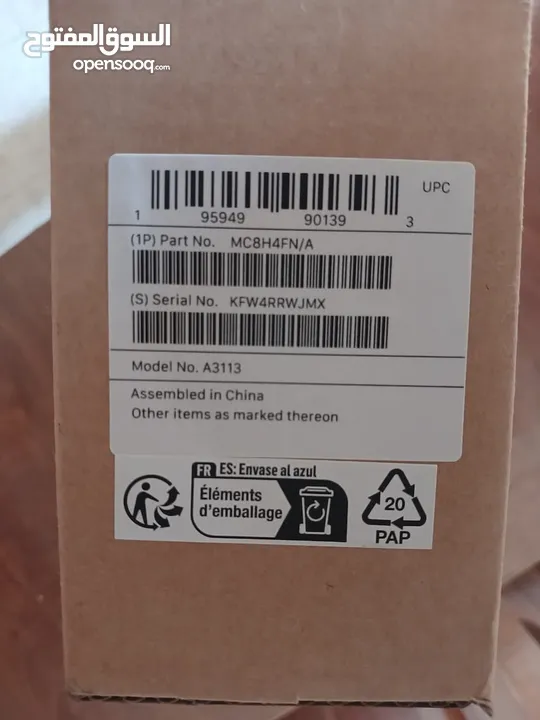 السوق المفتوح
opensooq.com
UPC
1 95949 90139 3
(1P) Part No. MC8H4FN/A
(S) Serial No. KFW4RRWJMX
Model No. A3113
Assembled in China
Other items as marked thereon
FR ES: Envase al azul
Éléments
d'emballage
20
PAP